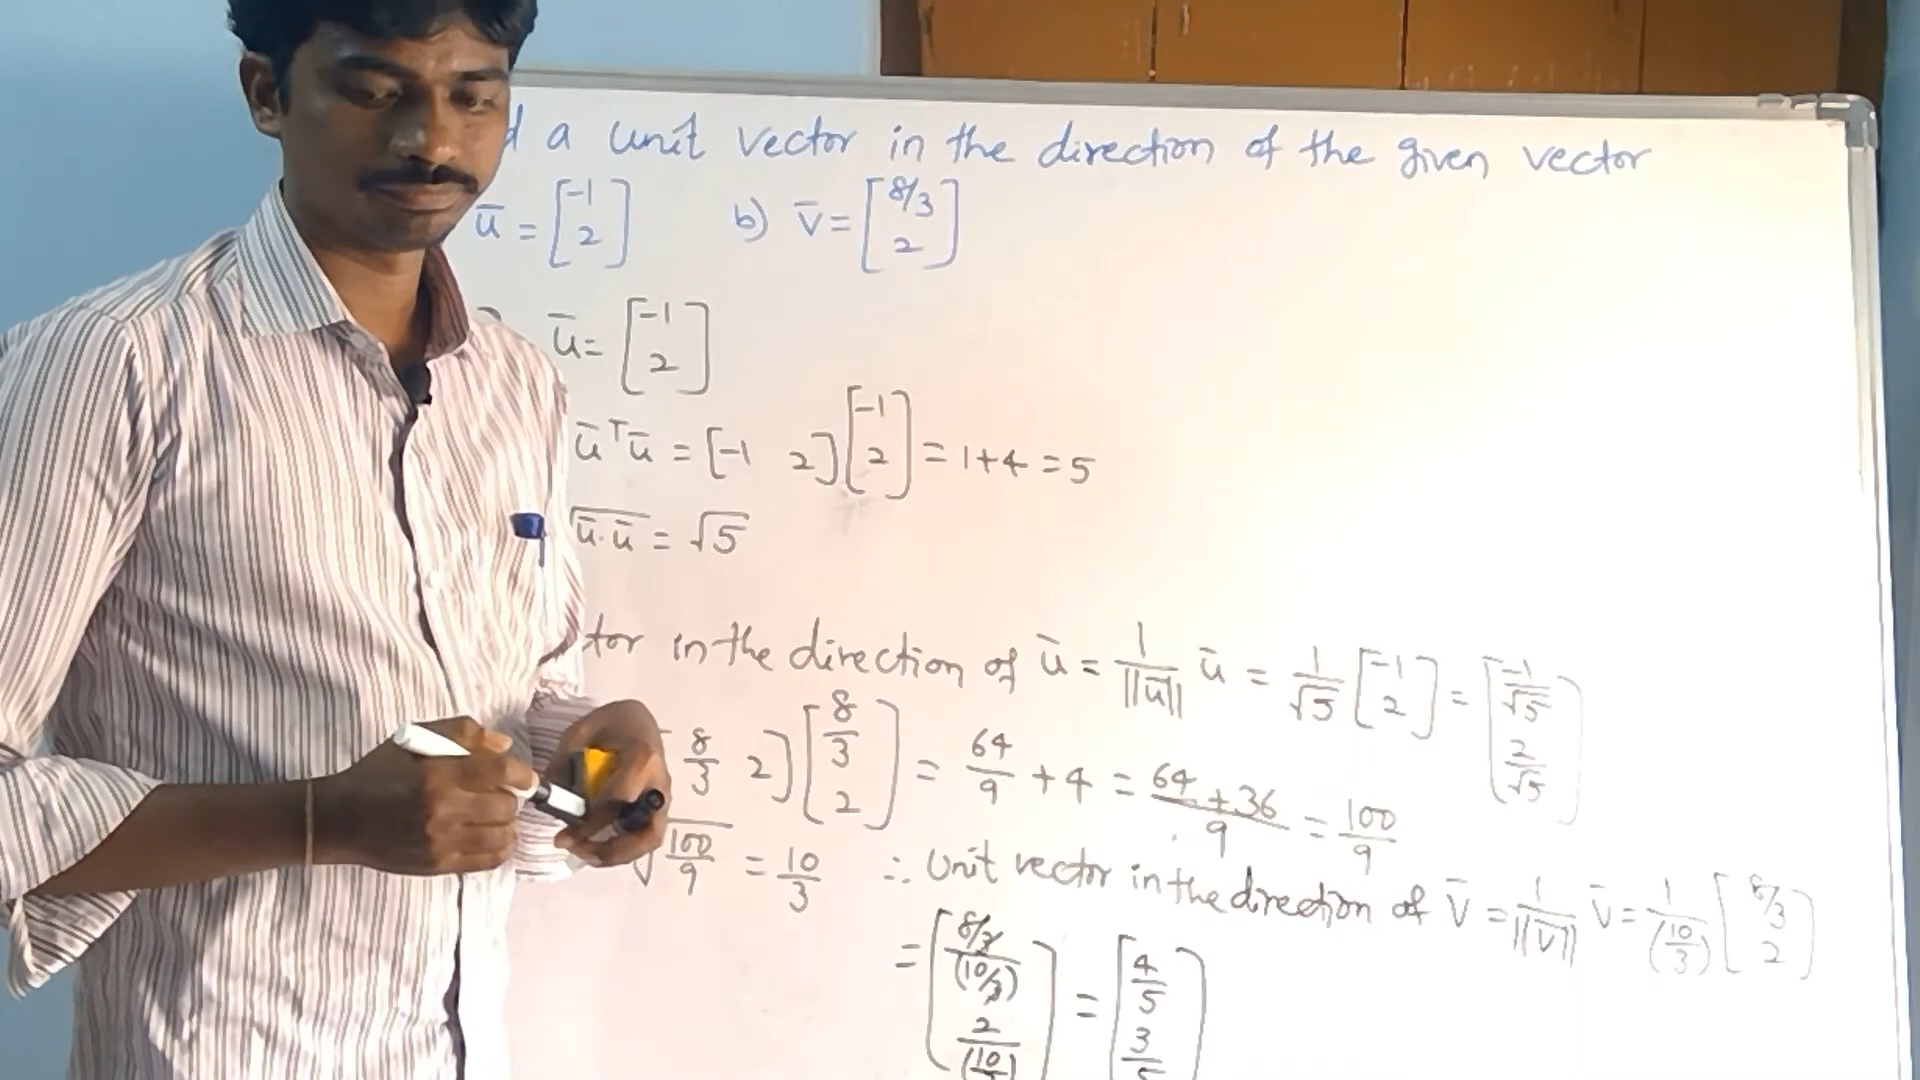 a unit vector in the direction of the given vector
ū = [-1 2] b) v̄ = [8/3 2]
ū = [-1 2]
ūᵀū = [-1 2][-1 2] = 1+4 = 5
√ū.ū = √5
in the direction of ū = 1/||ū|| ū = 1/√5 [-1 2] = [-1/√5 2/√5]
8/3 2][8/3 2] = 64/9 + 4 = 64+36/9 = 100/9
√100/9 = 10/3 ∴ Unit vector in the direction of v̄ = 1/||v̄|| v̄ = 1/(10/3) [8/3 2]
= [8/3/(10/3) 2/(10 = [4/5 3/5